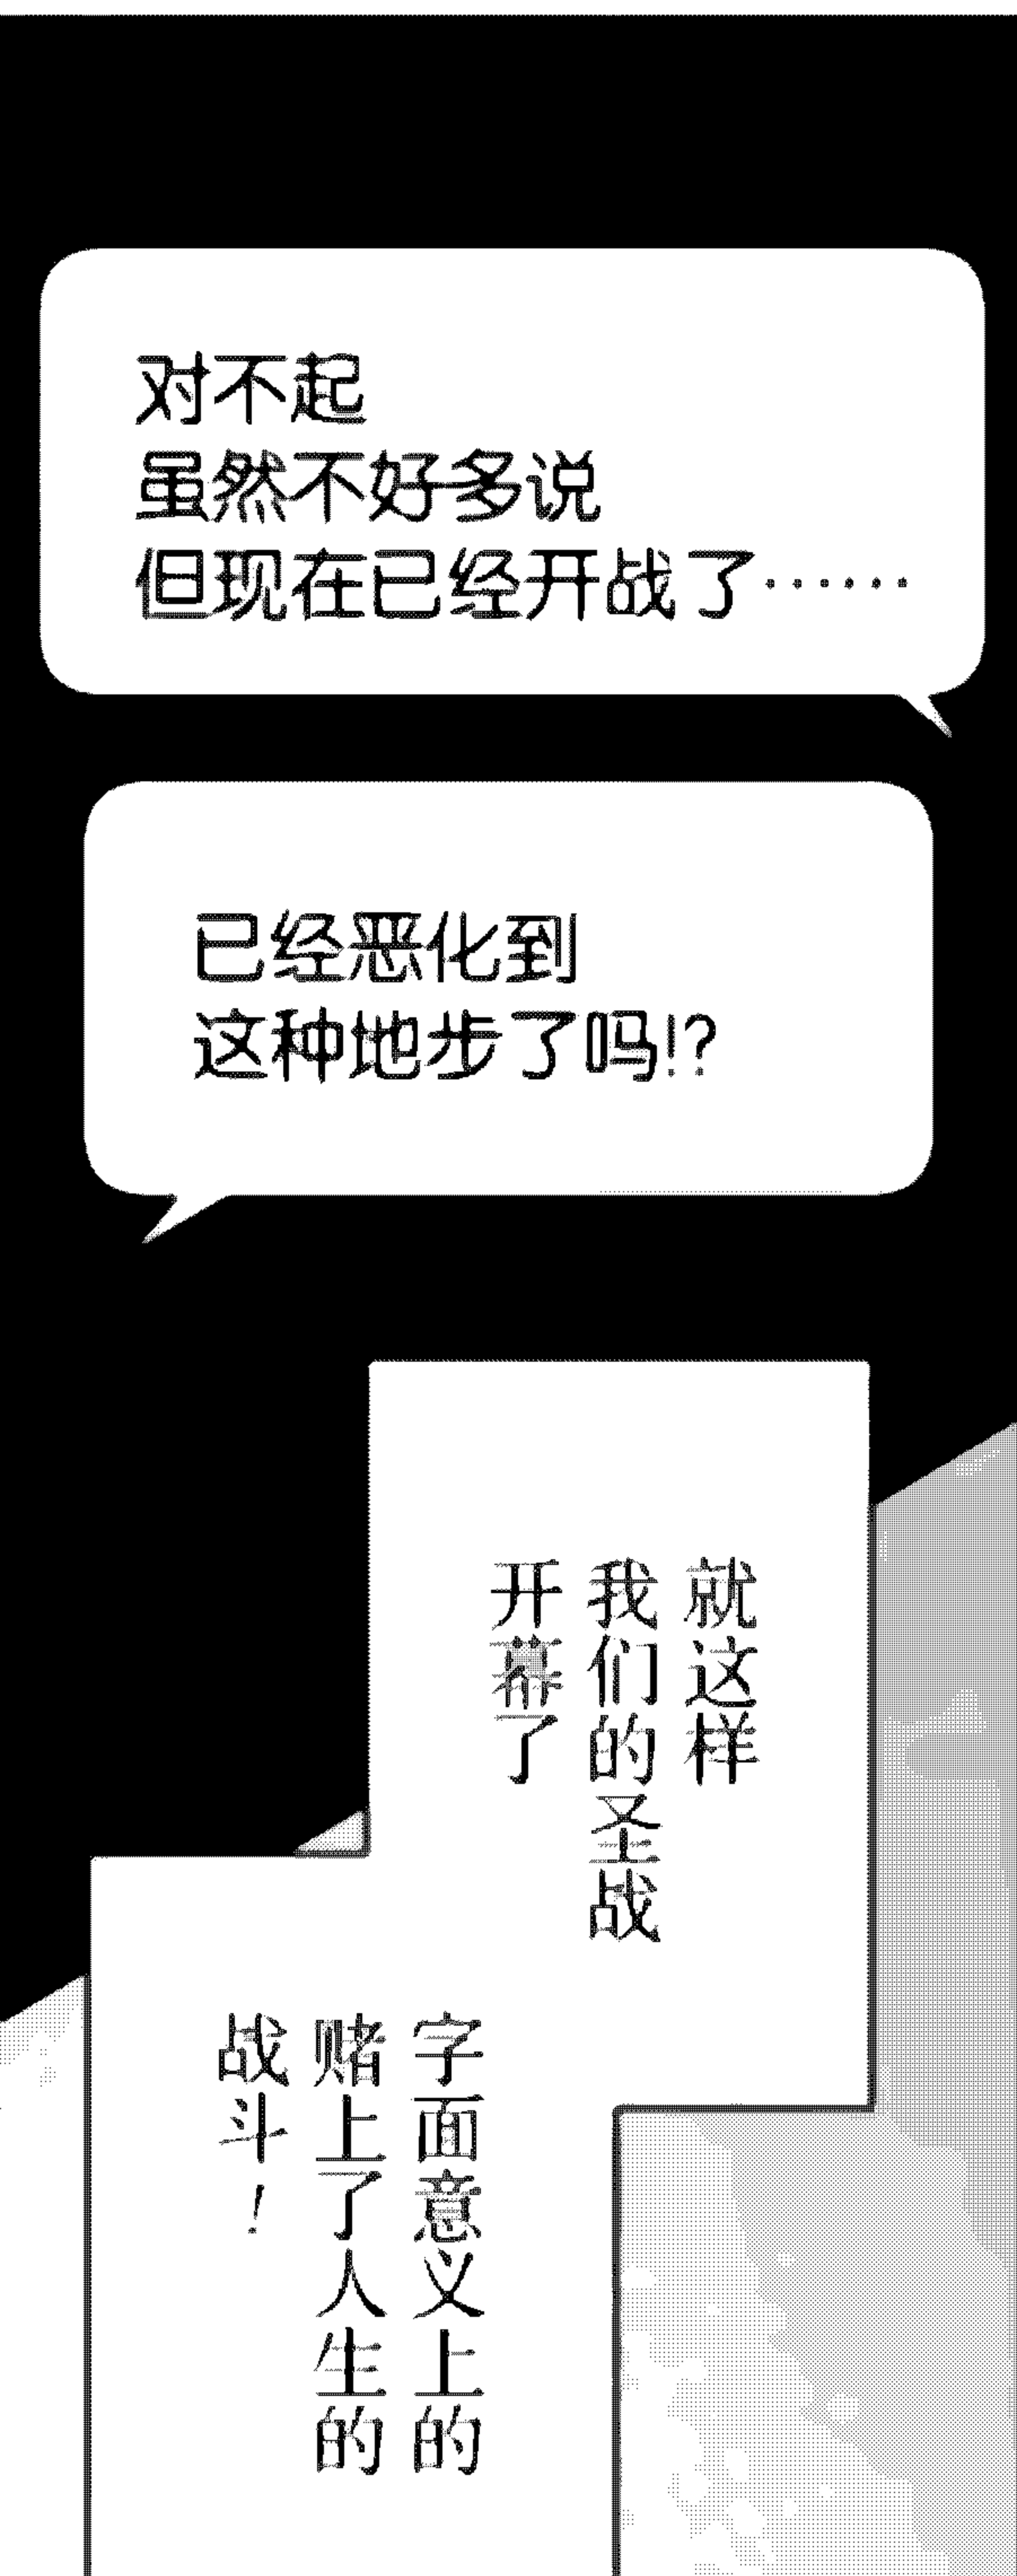 对不起
虽然不好多说
但现在已经开战了……
已经恶化到
这种地步了吗!?
就这样
我们的圣战
开幕了
字面意义上的
赌上了人生的
战斗！